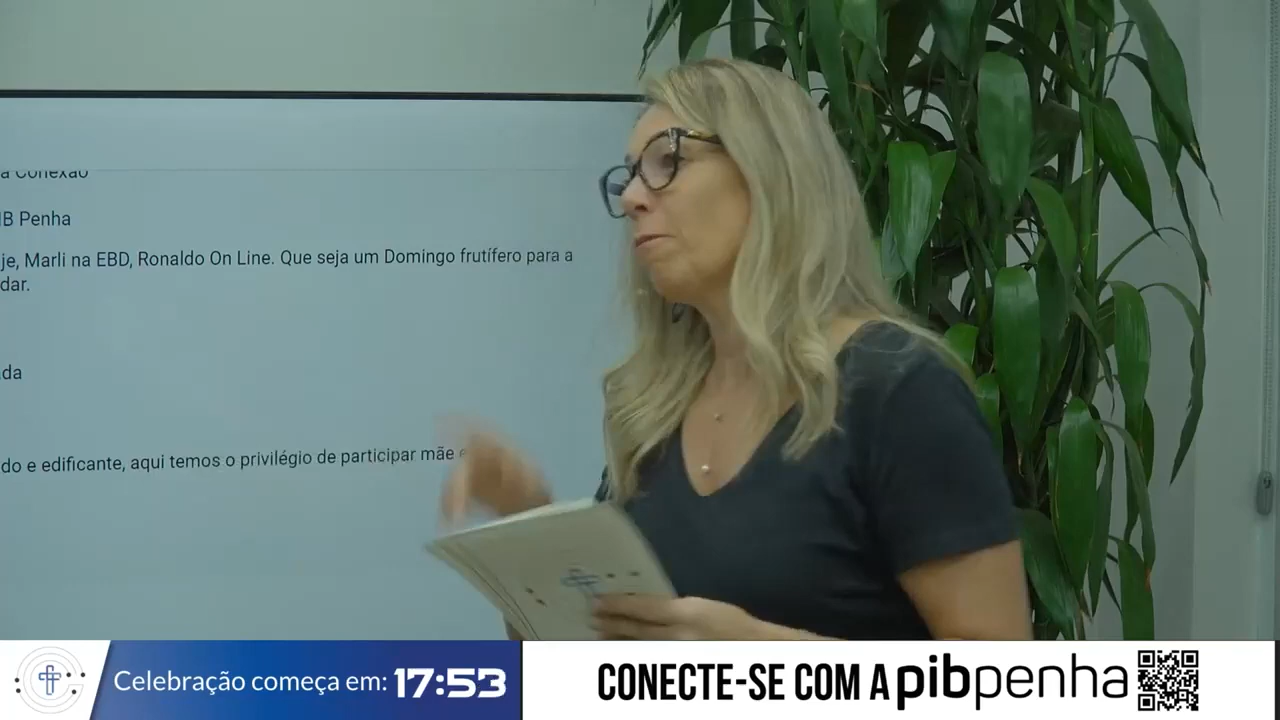 a Conexão
IB Penha
je, Marli na EBD, Ronaldo On Line. Que seja um Domingo frutífero para a
dar.
da
do e edificante, aqui temos o privilégio de participar mãe e
Celebração começa em: 17:53
CONECTE-SE COM A pibpenha